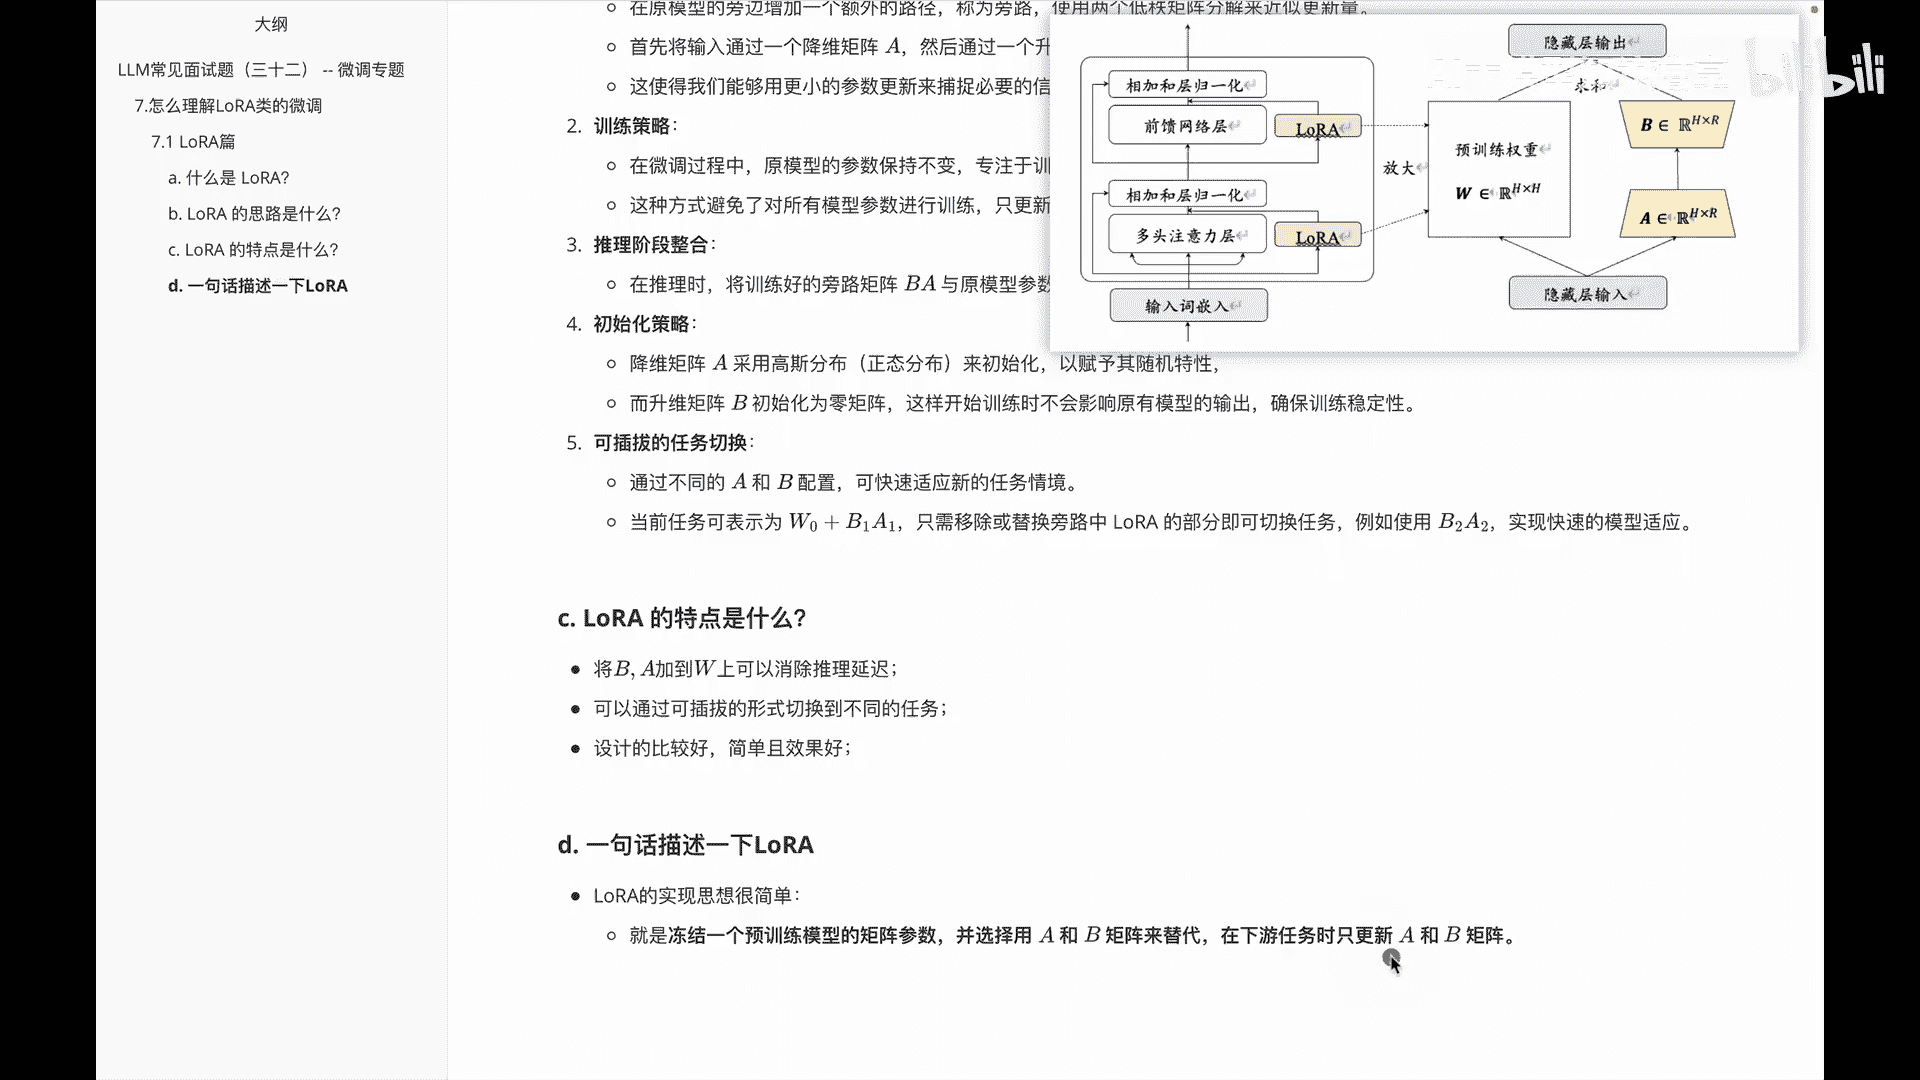 大纲
LLM常见面试题（三十二） -- 微调专题
7.怎么理解LoRA类的微调
7.1 LoRA篇
a. 什么是 LoRA?
b. LoRA 的思路是什么?
c. LoRA 的特点是什么?
d. 一句话描述一下LoRA
在原模型的旁边增加一个额外的路径，称为旁路，使用两个低秩矩阵分解来近似更新量。
首先将输入通过一个降维矩阵 A，然后通过一个升
这使得我们能够用更小的参数更新来捕捉必要的信
2. 训练策略：
在微调过程中，原模型的参数保持不变，专注于训
这种方式避免了对所有模型参数进行训练，只更新
3. 推理阶段整合：
在推理时，将训练好的旁路矩阵 BA 与原模型参数
4. 初始化策略：
降维矩阵 A 采用高斯分布（正态分布）来初始化，以赋予其随机特性，
而升维矩阵 B 初始化为零矩阵，这样开始训练时不会影响原有模型的输出，确保训练稳定性。
5. 可插拔的任务切换：
通过不同的 A 和 B 配置，可快速适应新的任务情境。
当前任务可表示为 W₀ + B₁A₁，只需移除或替换旁路中 LoRA 的部分即可切换任务，例如使用 B₂A₂，实现快速的模型适应。
c. LoRA 的特点是什么?
将B, A加到W上可以消除推理延迟；
可以通过可插拔的形式切换到不同的任务；
设计的比较好，简单且效果好；
d. 一句话描述一下LoRA
LoRA的实现思想很简单：
就是冻结一个预训练模型的矩阵参数，并选择用 A 和 B 矩阵来替代，在下游任务时只更新 A 和 B 矩阵。
相加和层归一化
前馈网络层
LoRA
相加和层归一化
多头注意力层
LoRA
输入词嵌入
放大
隐藏层输出
求和
预训练权重
W ∈ ℝ^{H×H}
B ∈ ℝ^{H×R}
A ∈ ℝ^{H×R}
隐藏层输入
bilibili